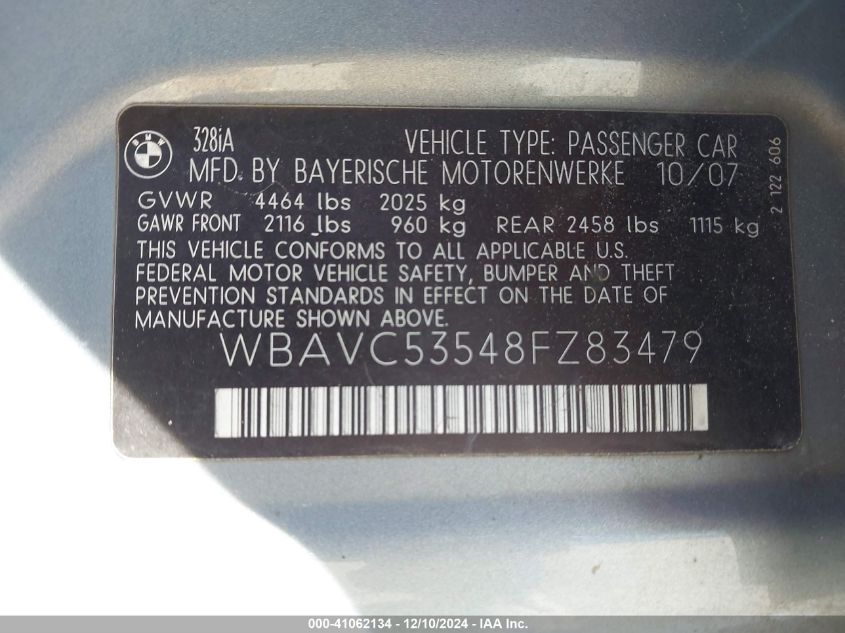 BMW
328iA VEHICLE TYPE: PASSENGER CAR
MFD. BY BAYERISCHE MOTORENWERKE 10/07
GVWR 4464 lbs 2025 kg
GAWR FRONT 2116 lbs 960 kg REAR 2458 lbs 1115 kg
THIS VEHICLE CONFORMS TO ALL APPLICABLE U.S.
FEDERAL MOTOR VEHICLE SAFETY, BUMPER AND THEFT
PREVENTION STANDARDS IN EFFECT ON THE DATE OF
MANUFACTURE SHOWN ABOVE.
WBAVC53548FZ83479
2 122 606
000-41062134 - 12/10/2024 - IAA Inc.